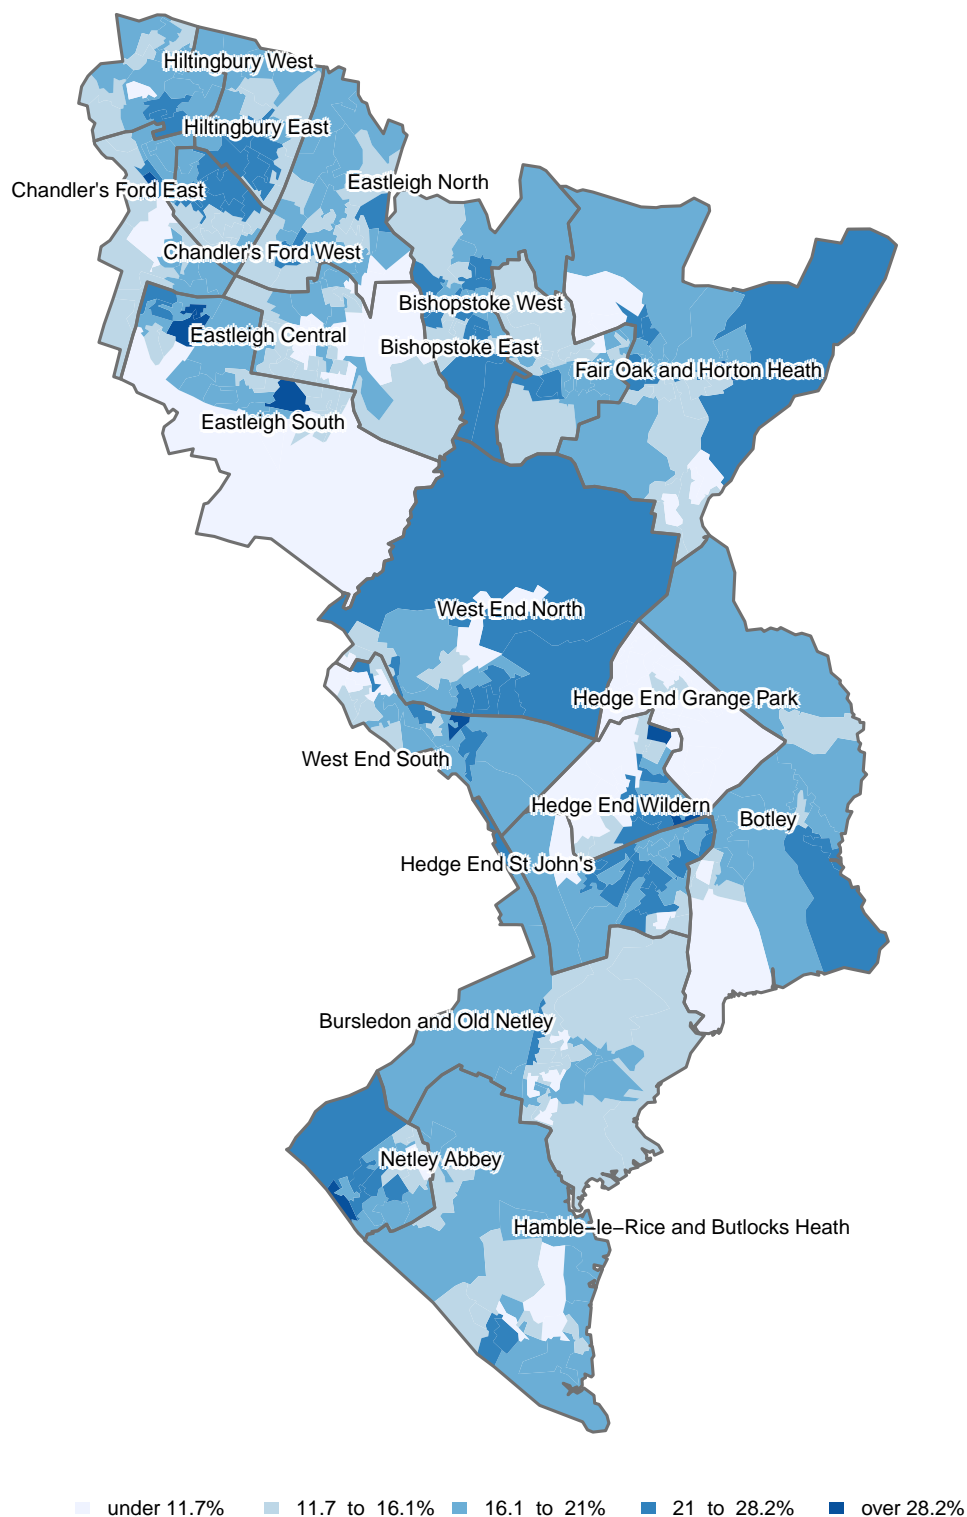 Hiltingbury West
Hiltingbury East
Eastleigh North
Chandler's Ford East
Chandler's Ford West
Bishopstoke West
Eastleigh Central
Bishopstoke East
Fair Oak and Horton Heath
Eastleigh South
West End North
Hedge End Grange Park
West End South
Hedge End Wildern
Botley
Hedge End St John's
Bursledon and Old Netley
Netley Abbey
Hamble−le−Rice and Butlocks Heath
under 11.7% 11.7 to 16.1% 16.1 to 21% 21 to 28.2% over 28.2%